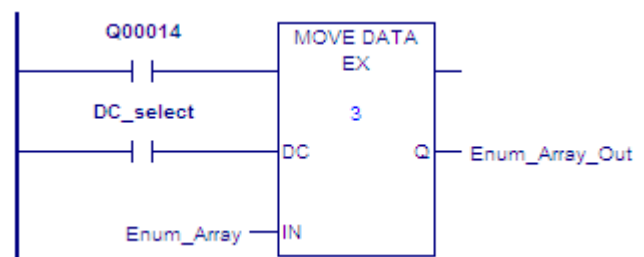 Q00014
MOVE DATA
EX
DC_select
3
DC
Q
Enum_Array_Out
Enum_Array
IN